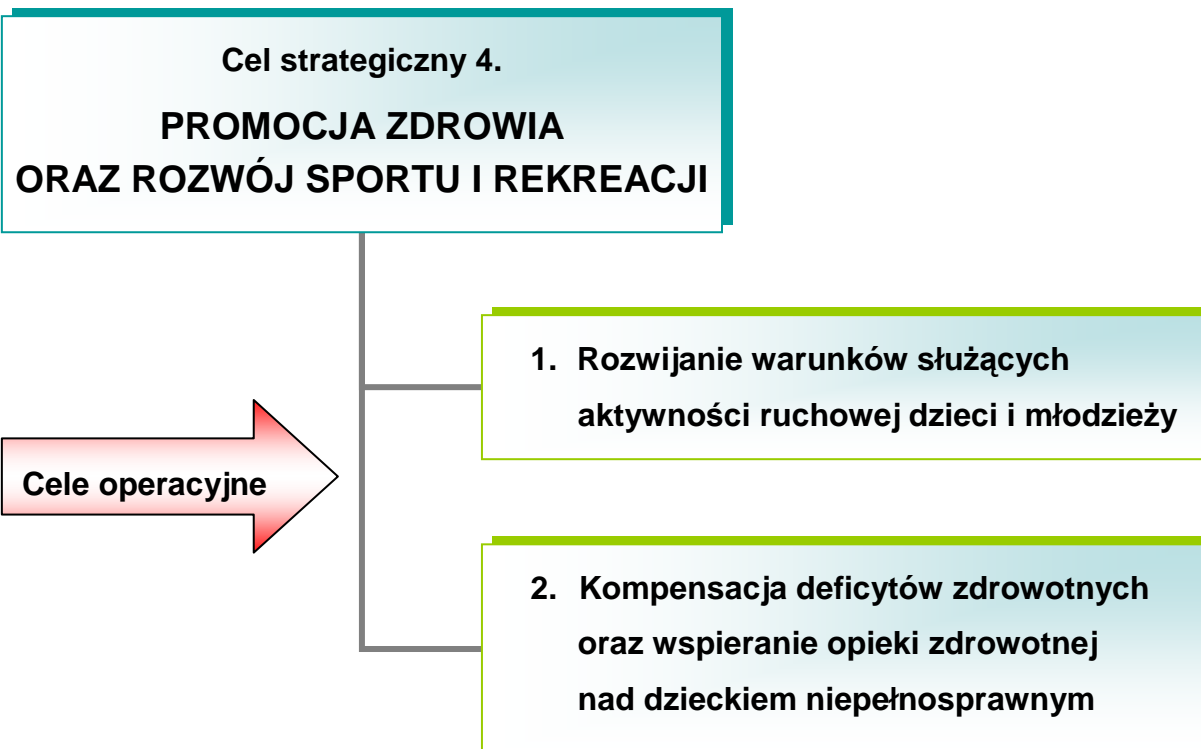 Cel strategiczny 4.
PROMOCJA ZDROWIA
ORAZ ROZWÓJ SPORTU I REKREACJI
1. Rozwijanie warunków służących
aktywności ruchowej dzieci i młodzieży
Cele operacyjne
2. Kompensacja deficytów zdrowotnych
oraz wspieranie opieki zdrowotnej
nad dzieckiem niepełnosprawnym